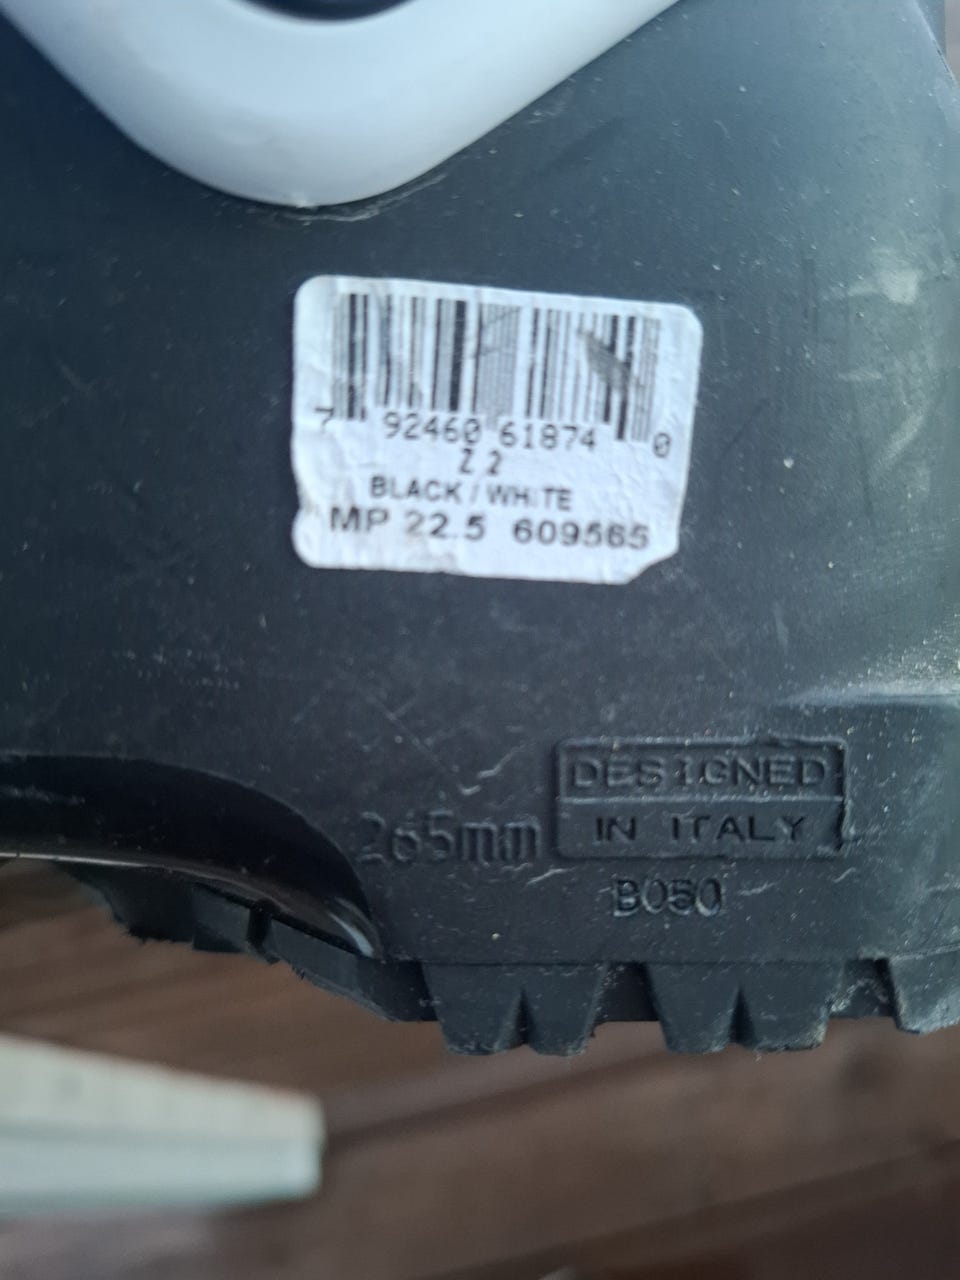 7 92460 61874 0
Z 2
BLACK / WHITE
MP 22.5 609565
265mm
DESIGNED
IN ITALY
B050